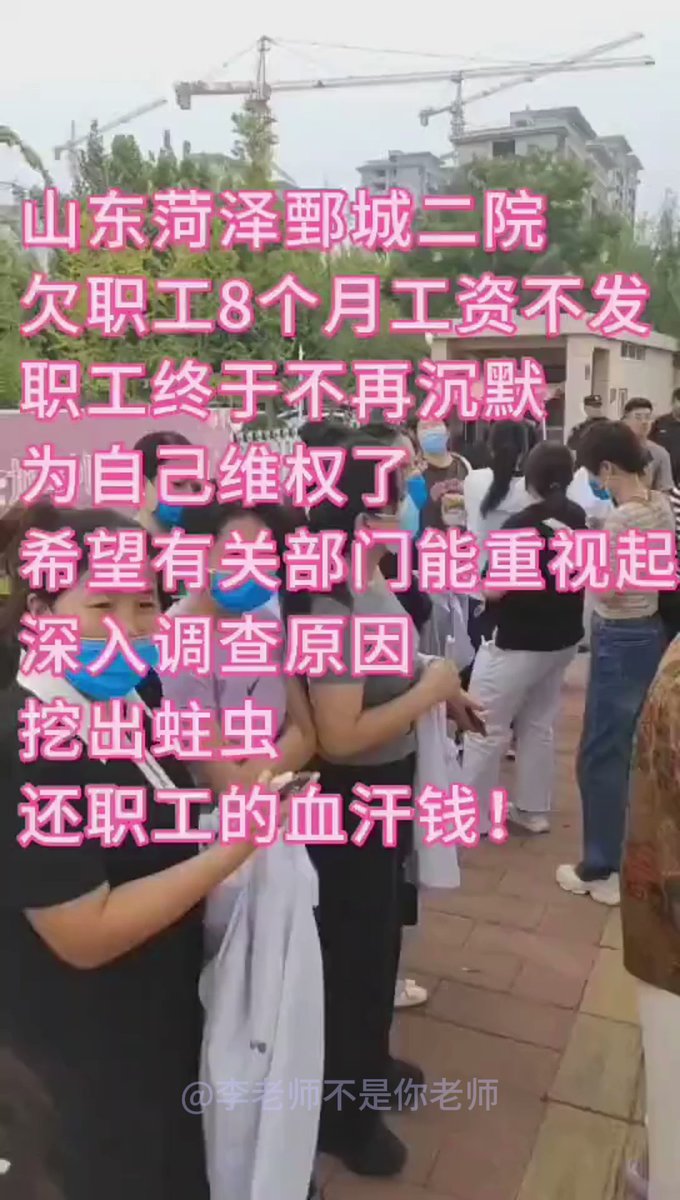 山东菏泽鄄城二院
欠职工8个月工资不发
职工终于不再沉默
为自己维权了
希望有关部门能重视起
深入调查原因
挖出蛀虫
还职工的血汗钱！
@李老师不是你老师